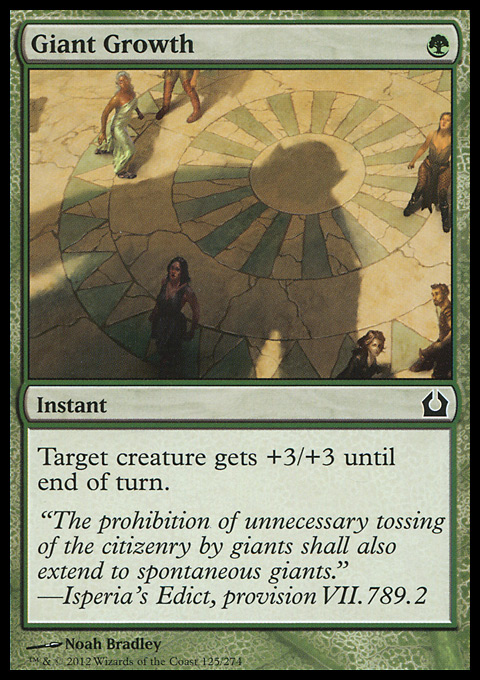 Giant Growth
Instant
Target creature gets +3/+3 until
end of turn.
“The prohibition of unnecessary tossing
of the citizenry by giants shall also
extend to spontaneous giants.”
—Isperia’s Edict, provision VII.789.2
Noah Bradley
™ & © 2012 Wizards of the Coast 125/274